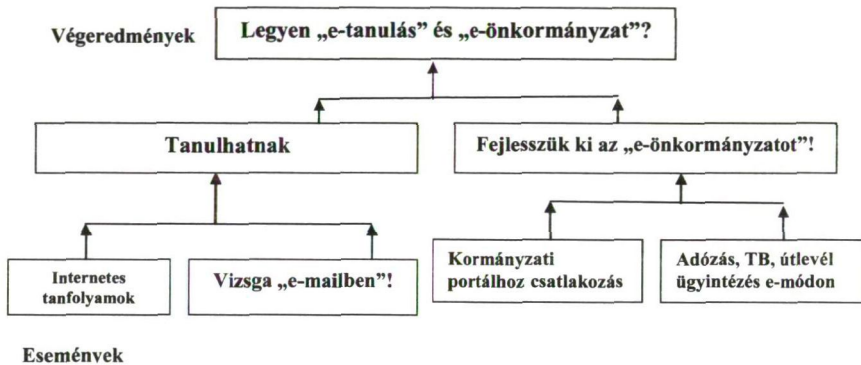 Végeredmények
Legyen „e-tanulás” és „e-önkormányzat”?
Tanulhatnak
Fejlesszük ki az „e-önkormányzatot”!
Internetes
tanfolyamok
Vizsga „e-mailben”!
Kormányzati
portálhoz csatlakozás
Adózás, TB, útlevél
ügyintézés e-módon
Események